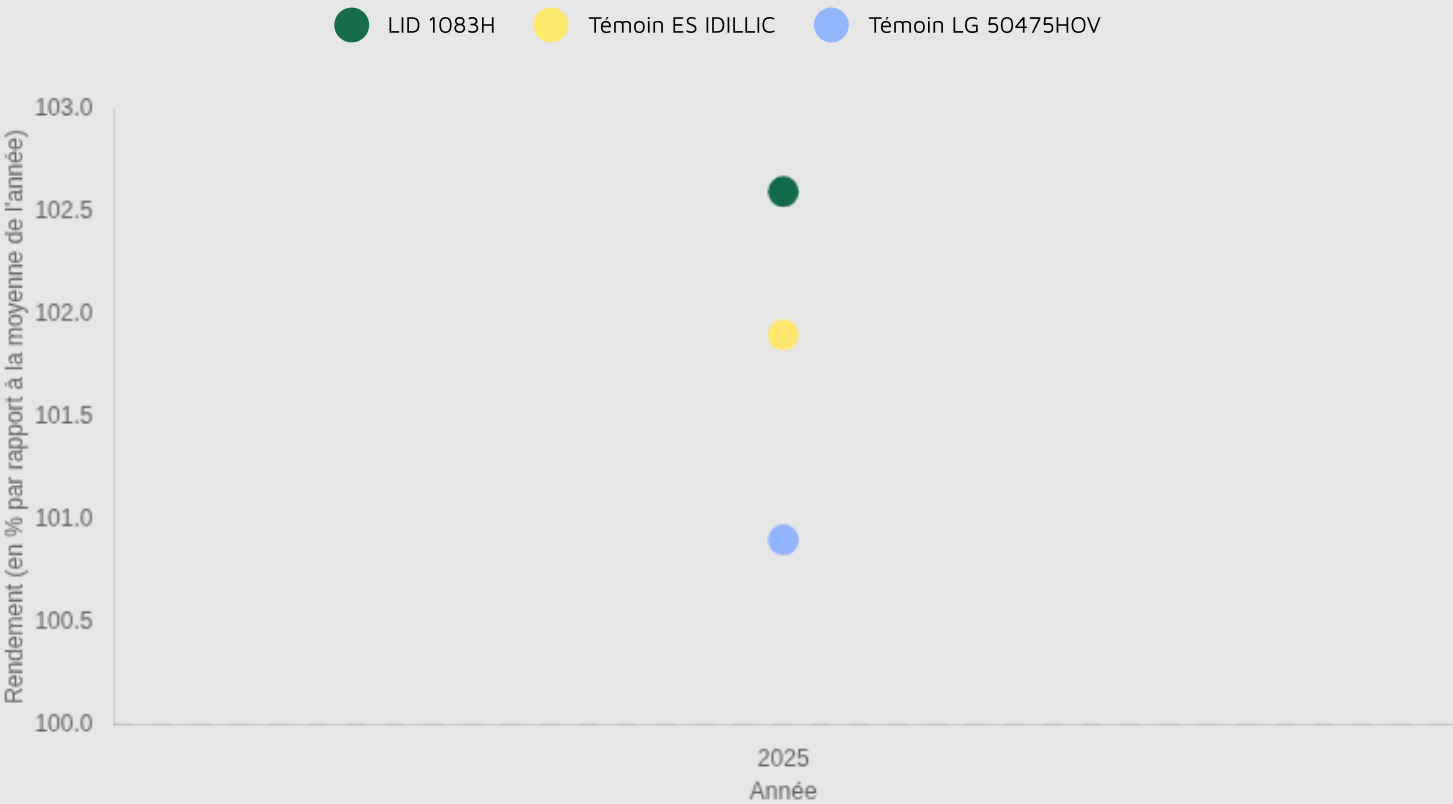 LID 1083H Témoin ES IDILLIC Témoin LG 50475HOV
Rendement (en % par rapport à la moyenne de l'année)
103.0
102.5
102.0
101.5
101.0
100.5
100.0
2025
Année